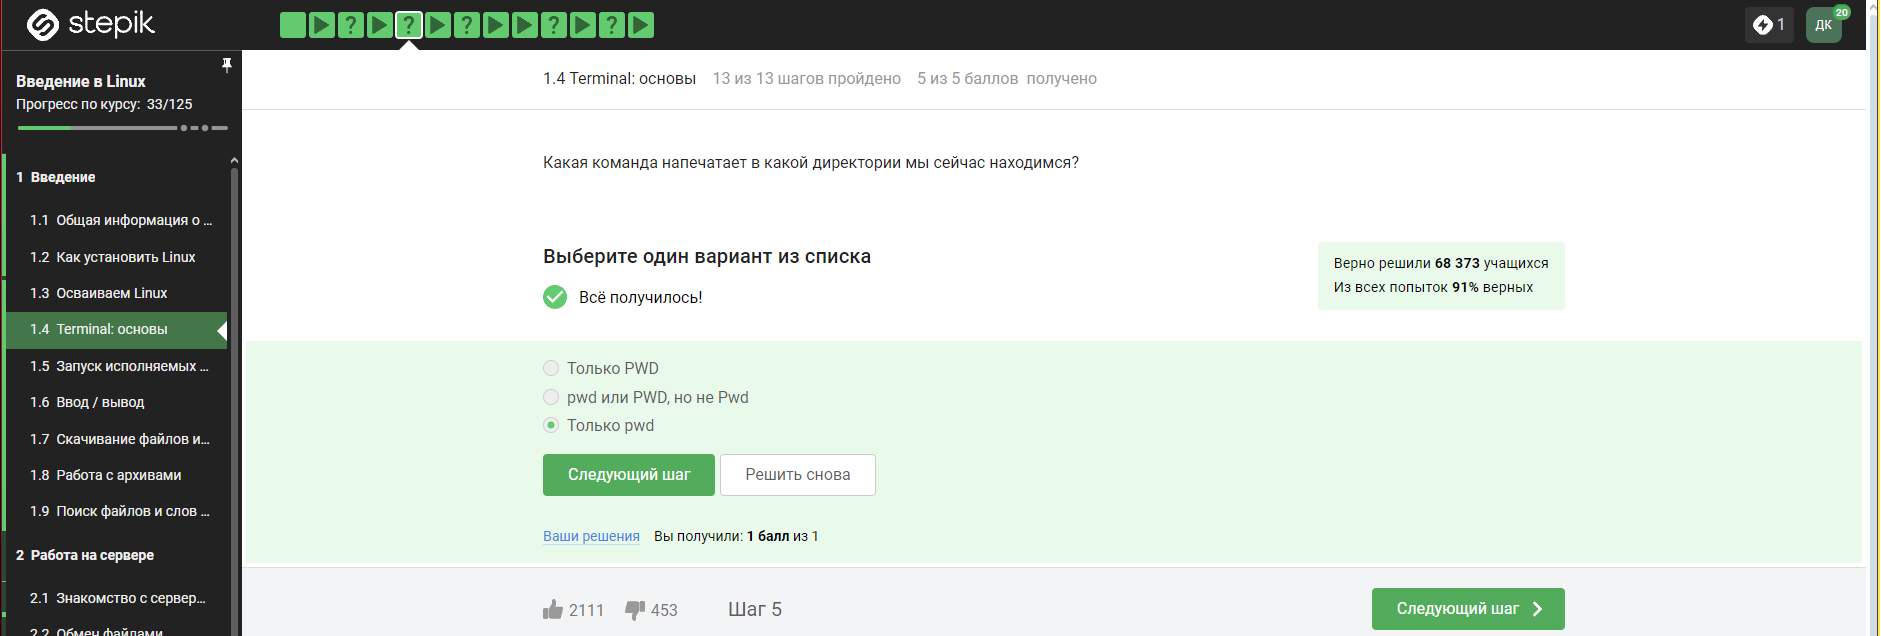 stepik
? ? ? ? ?
1
ДК
20
Введение в Linux
Прогресс по курсу: 33/125
1 Введение
1.1 Общая информация о ...
1.2 Как установить Linux
1.3 Осваиваем Linux
1.4 Terminal: основы
1.5 Запуск исполняемых ...
1.6 Ввод / вывод
1.7 Скачивание файлов и...
1.8 Работа с архивами
1.9 Поиск файлов и слов ...
2 Работа на сервере
2.1 Знакомство с сервер...
2.2 Обмен файлами
1.4 Terminal: основы 13 из 13 шагов пройдено 5 из 5 баллов получено
Какая команда напечатает в какой директории мы сейчас находимся?
Выберите один вариант из списка
Всё получилось!
Верно решили 68 373 учащихся
Из всех попыток 91% верных
Только PWD
pwd или PWD, но не Pwd
Только pwd
Следующий шаг
Решить снова
Ваши решения Вы получили: 1 балл из 1
2111 453 Шаг 5
Следующий шаг